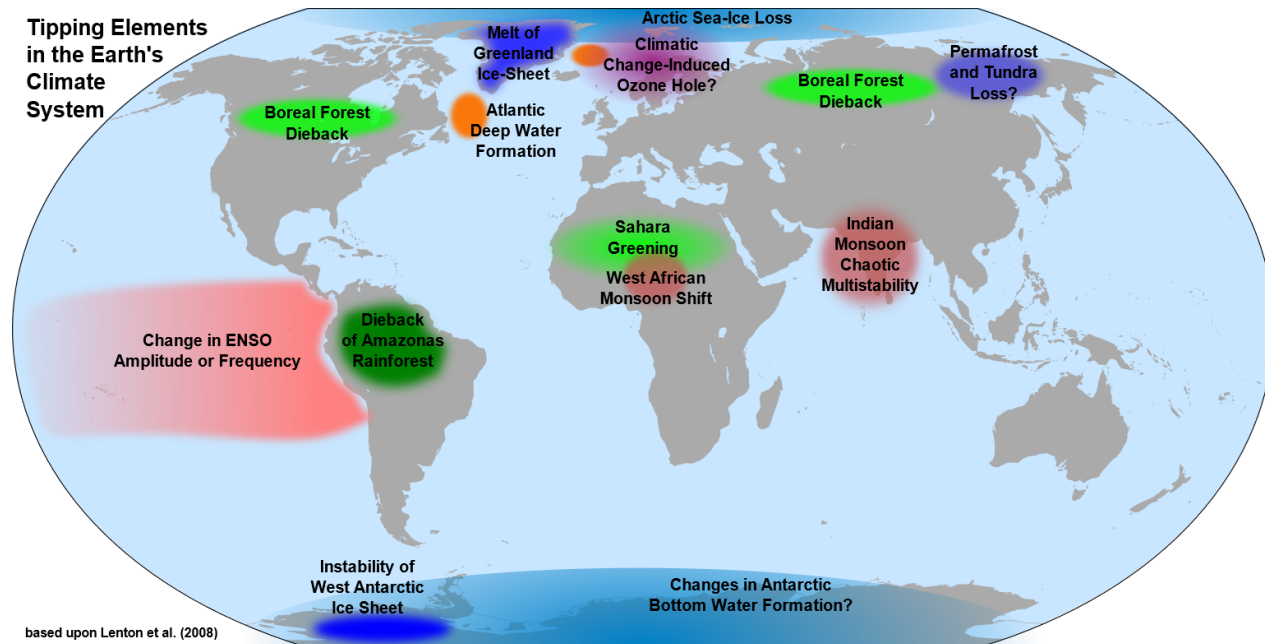 Tipping Elements
in the Earth's
Climate
System
Arctic Sea-Ice Loss
Melt of
Greenland
Ice-Sheet
Climatic
Change-Induced
Ozone Hole?
Permafrost
and Tundra
Loss?
Boreal Forest
Dieback
Boreal Forest
Dieback
Atlantic
Deep Water
Formation
Sahara
Greening
West African
Monsoon Shift
Indian
Monsoon
Chaotic
Multistability
Change in ENSO
Amplitude or Frequency
Dieback
of Amazonas
Rainforest
Instability of
West Antarctic
Ice Sheet
Changes in Antarctic
Bottom Water Formation?
based upon Lenton et al. (2008)